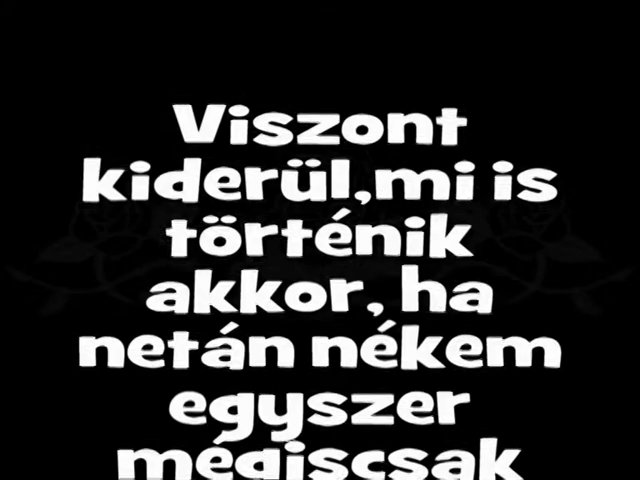 Viszont
kiderül,mi is
történik
akkor, ha
netán nékem
egyszer
mégiscsak